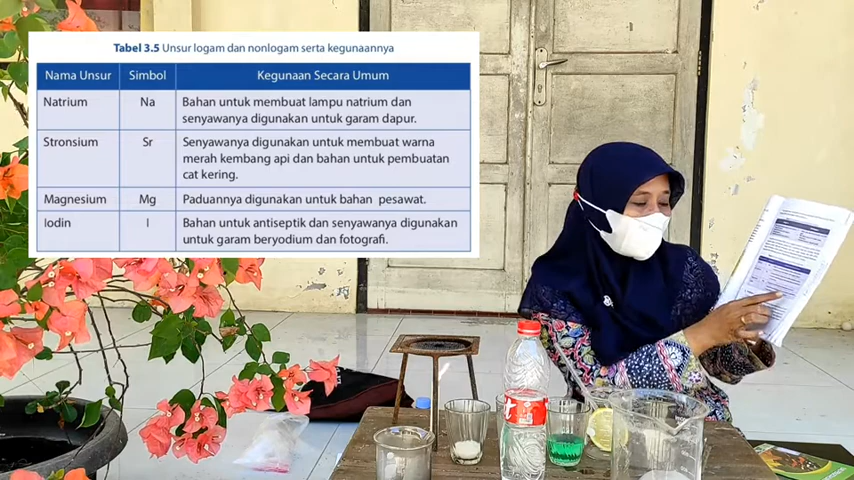 Tabel 3.5 Unsur logam dan nonlogam serta kegunaannya
Nama Unsur Simbol Kegunaan Secara Umum
Natrium Na Bahan untuk membuat lampu natrium dan
senyawanya digunakan untuk garam dapur.
Stronsium Sr Senyawanya digunakan untuk membuat warna
merah kembang api dan bahan untuk pembuatan
cat kering.
Magnesium Mg Paduannya digunakan untuk bahan pesawat.
Iodin I Bahan untuk antiseptik dan senyawanya digunakan
untuk garam beryodium dan fotografi.